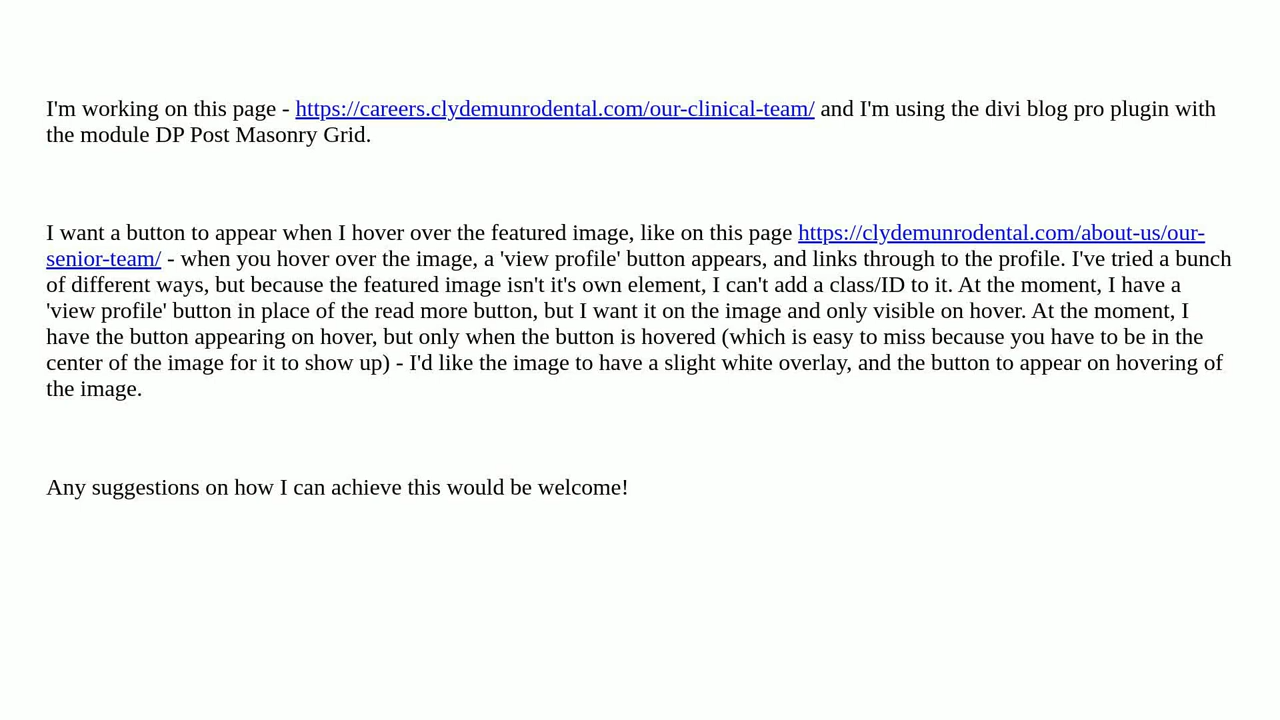 I'm working on this page - https://careers.clydemunrodental.com/our-clinical-team/ and I'm using the divi blog pro plugin with
the module DP Post Masonry Grid.
I want a button to appear when I hover over the featured image, like on this page https://clydemunrodental.com/about-us/our-
senior-team/ - when you hover over the image, a 'view profile' button appears, and links through to the profile. I've tried a bunch
of different ways, but because the featured image isn't it's own element, I can't add a class/ID to it. At the moment, I have a
'view profile' button in place of the read more button, but I want it on the image and only visible on hover. At the moment, I
have the button appearing on hover, but only when the button is hovered (which is easy to miss because you have to be in the
center of the image for it to show up) - I'd like the image to have a slight white overlay, and the button to appear on hovering of
the image.
Any suggestions on how I can achieve this would be welcome!